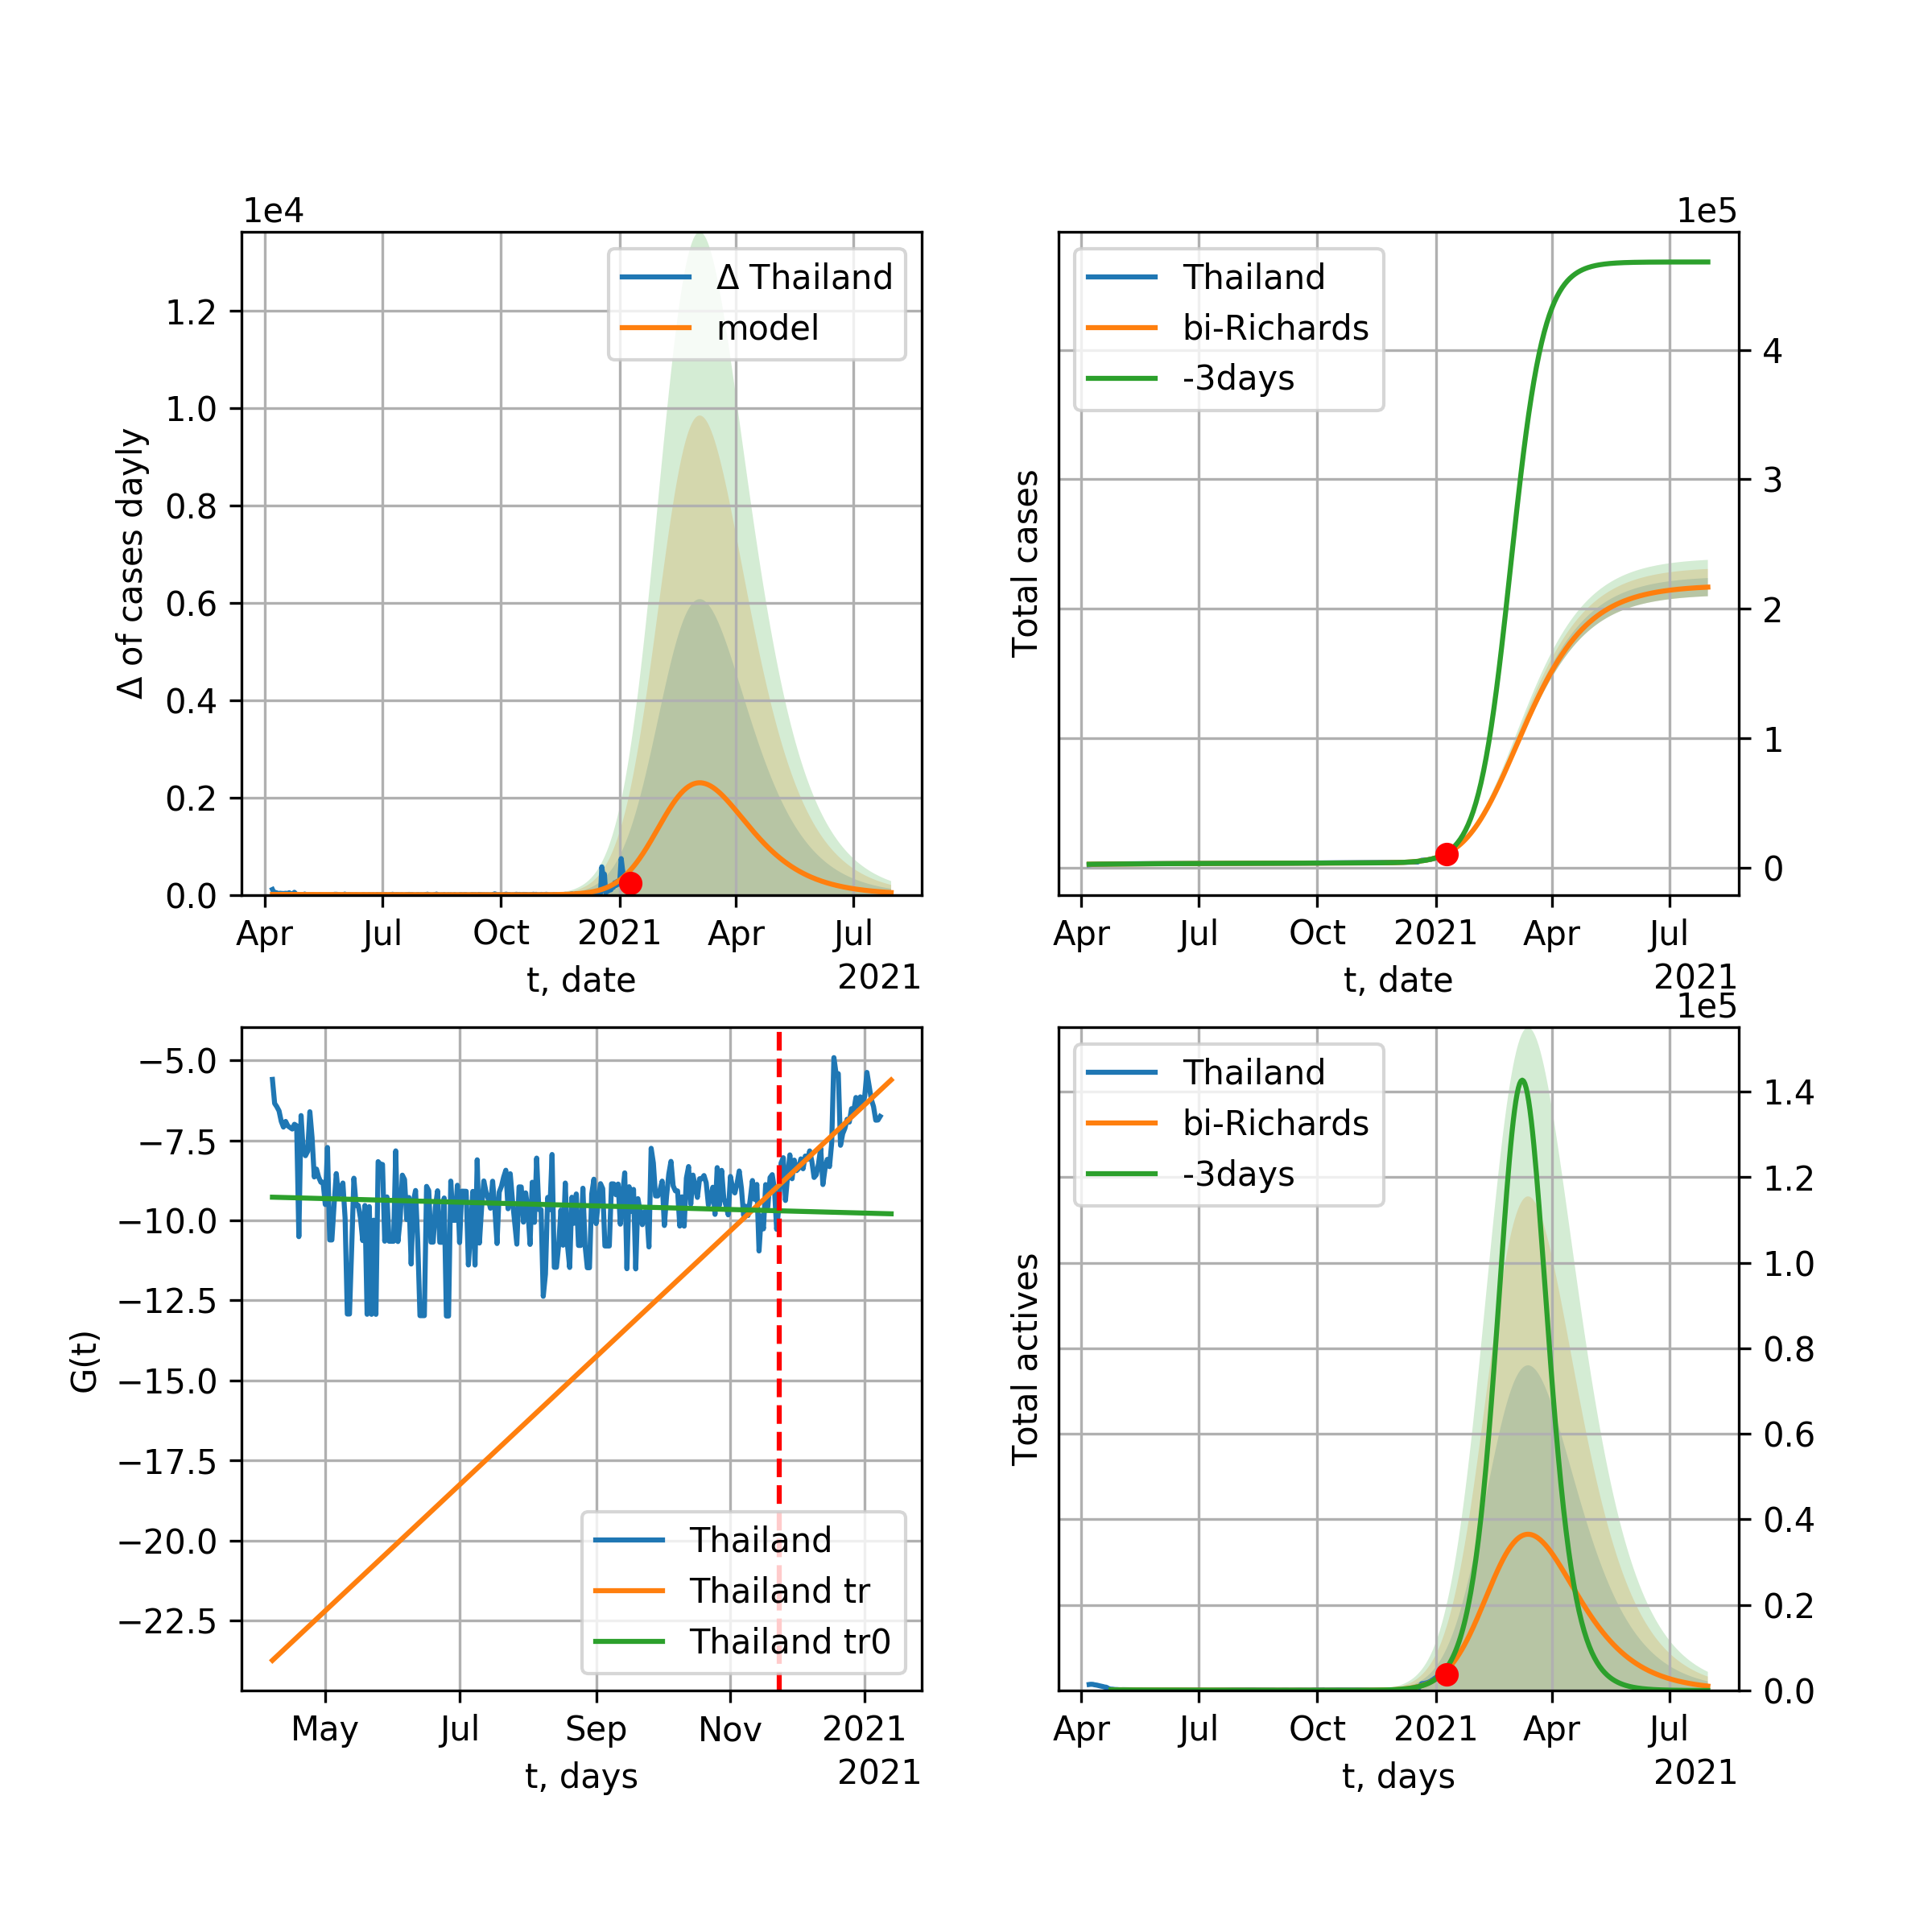 1e4
Δ Thailand
model
1.2
1.0
0.8
0.6
0.4
0.2
0.0
Δ of cases dayly
Apr Jul Oct 2021 Apr Jul
t, date
2021
1e5
Thailand
bi-Richards
-3days
4
3
2
1
0
Total cases
Apr Jul Oct 2021 Apr Jul
t, date
2021
−5.0
−7.5
−10.0
−12.5
−15.0
−17.5
−20.0
−22.5
G(t)
Thailand
Thailand tr
Thailand tr0
May Jul Sep Nov 2021
t, days
2021
1e5
Thailand
bi-Richards
-3days
1.4
1.2
1.0
0.8
0.6
0.4
0.2
0.0
Total actives
Apr Jul Oct 2021 Apr Jul
t, days
2021